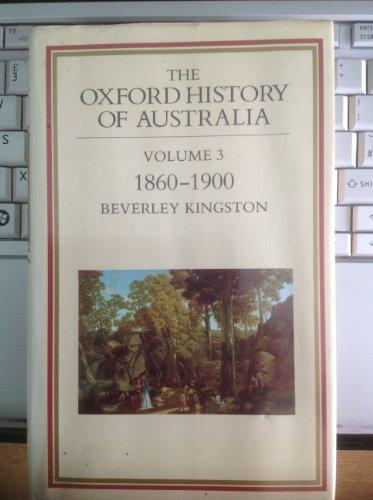 THE
OXFORD HISTORY
OF AUSTRALIA
VOLUME 3
1860–1900
BEVERLEY KINGSTON